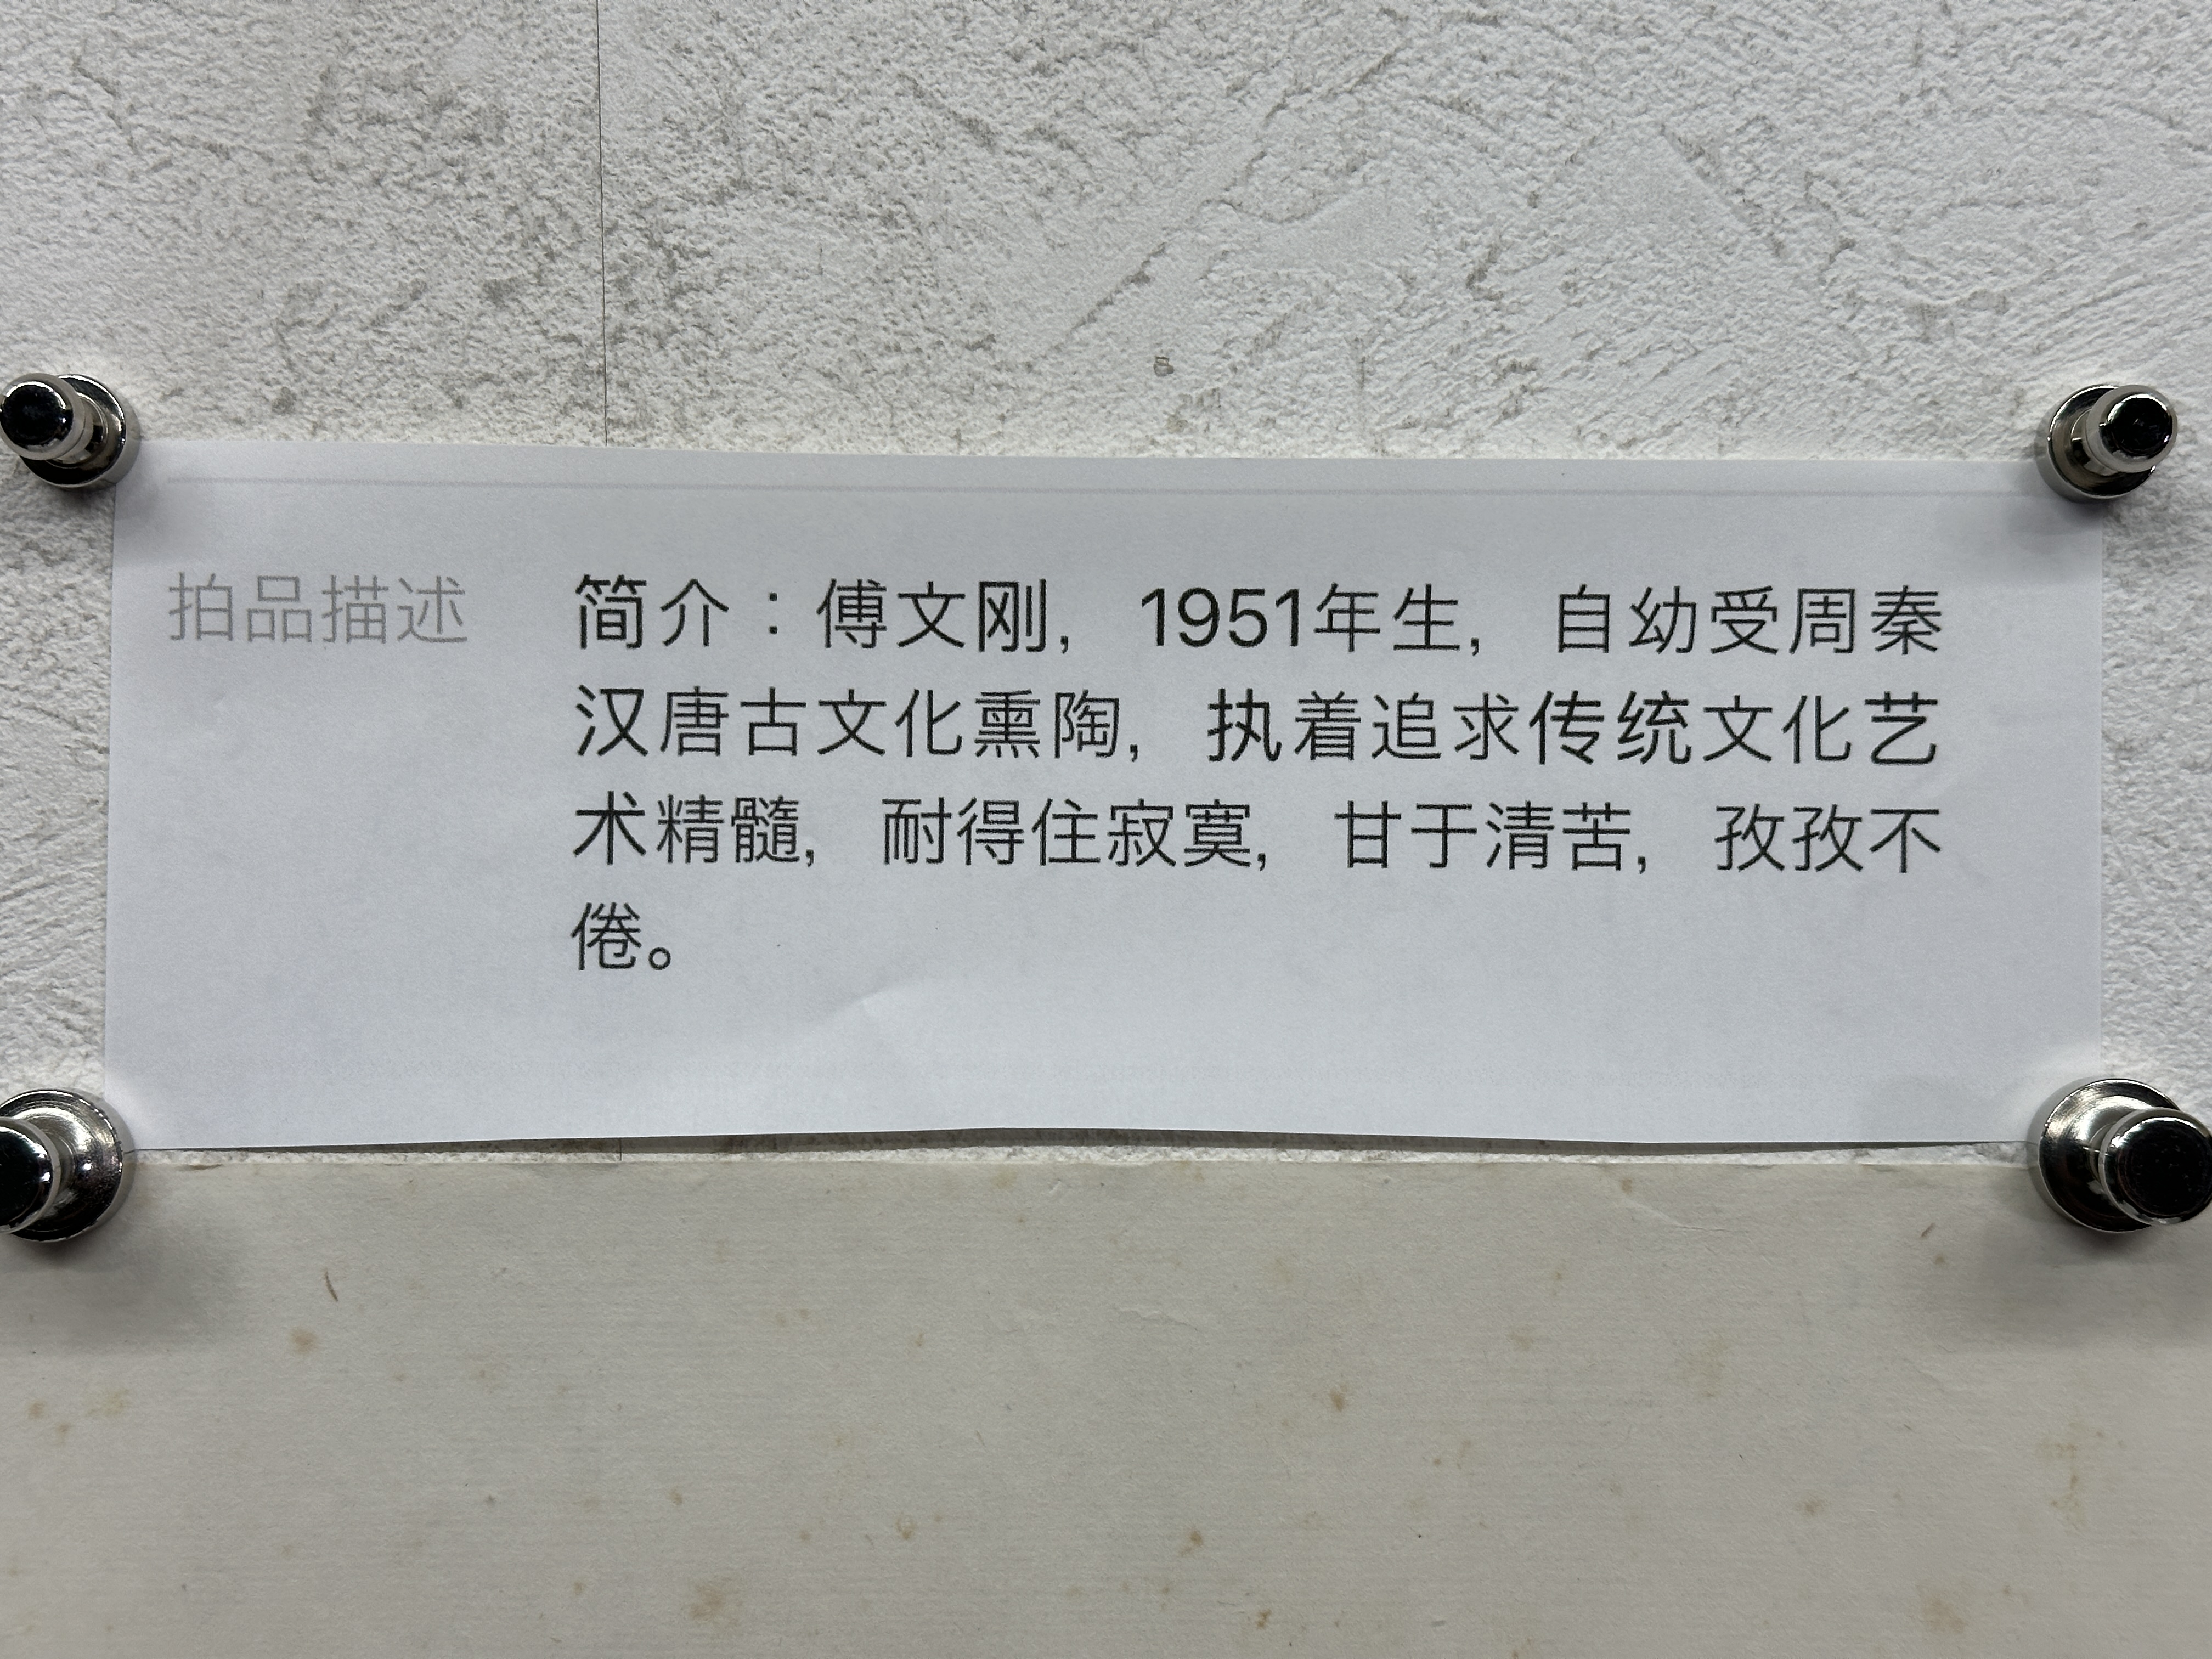 拍品描述
简介：傅文刚，1951年生，自幼受周秦
汉唐古文化熏陶，执着追求传统文化艺
术精髓，耐得住寂寞，甘于清苦，孜孜不
倦。